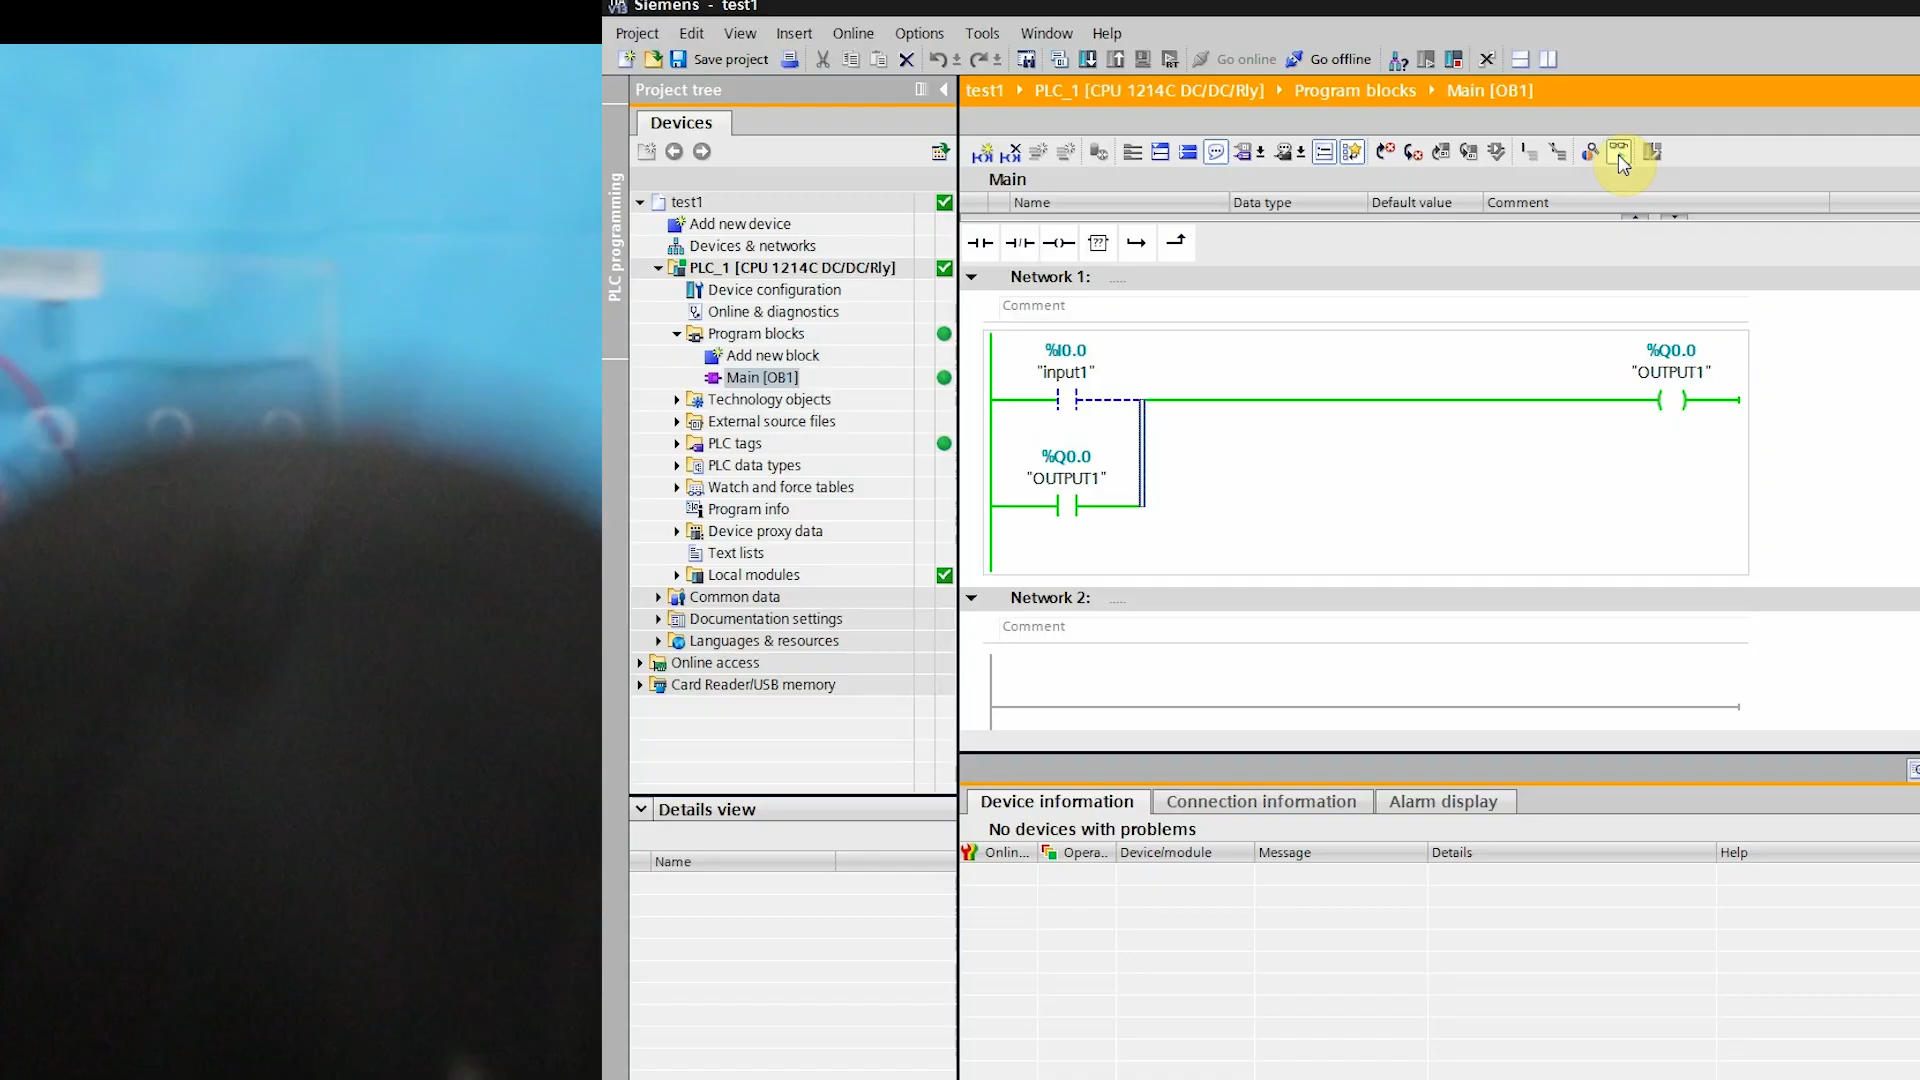 Siemens - test1
Project Edit View Insert Online Options Tools Window Help
Save project Go online Go offline
Project tree
test1 PLC_1 [CPU 1214C DC/DC/Rly] Program blocks Main [OB1]
Devices
PLC programming
Main
Name Data type Default value Comment
test1
Add new device
Devices & networks
PLC_1 [CPU 1214C DC/DC/Rly]
Device configuration
Online & diagnostics
Program blocks
Add new block
Main [OB1]
Technology objects
External source files
PLC tags
PLC data types
Watch and force tables
Program info
Device proxy data
Text lists
Local modules
Common data
Documentation settings
Languages & resources
Online access
Card Reader/USB memory
??
Network 1: .....
Comment
%I0.0
"input1"
%Q0.0
"OUTPUT1"
%Q0.0
"OUTPUT1"
Network 2: .....
Comment
Details view
Name
Device information Connection information Alarm display
No devices with problems
Onlin... Opera.. Device/module Message Details Help